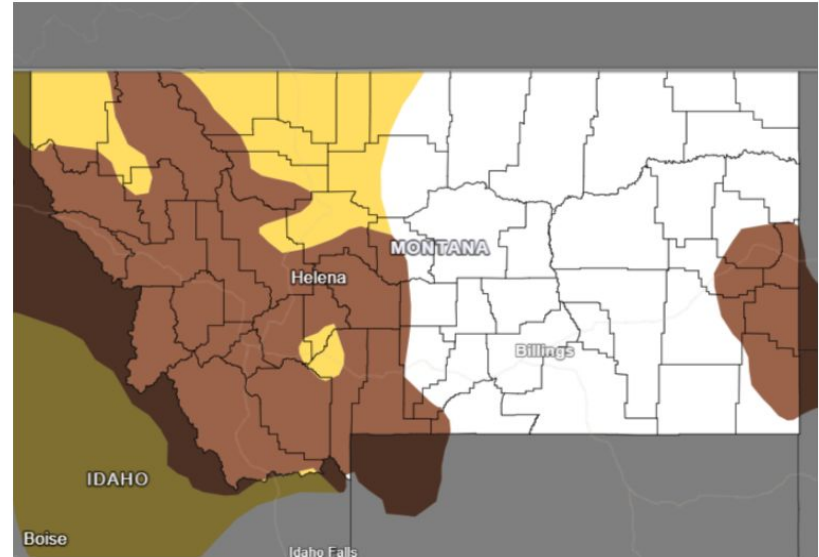 MONTANA
Helena
Billings
IDAHO
Boise
Idaho Falls